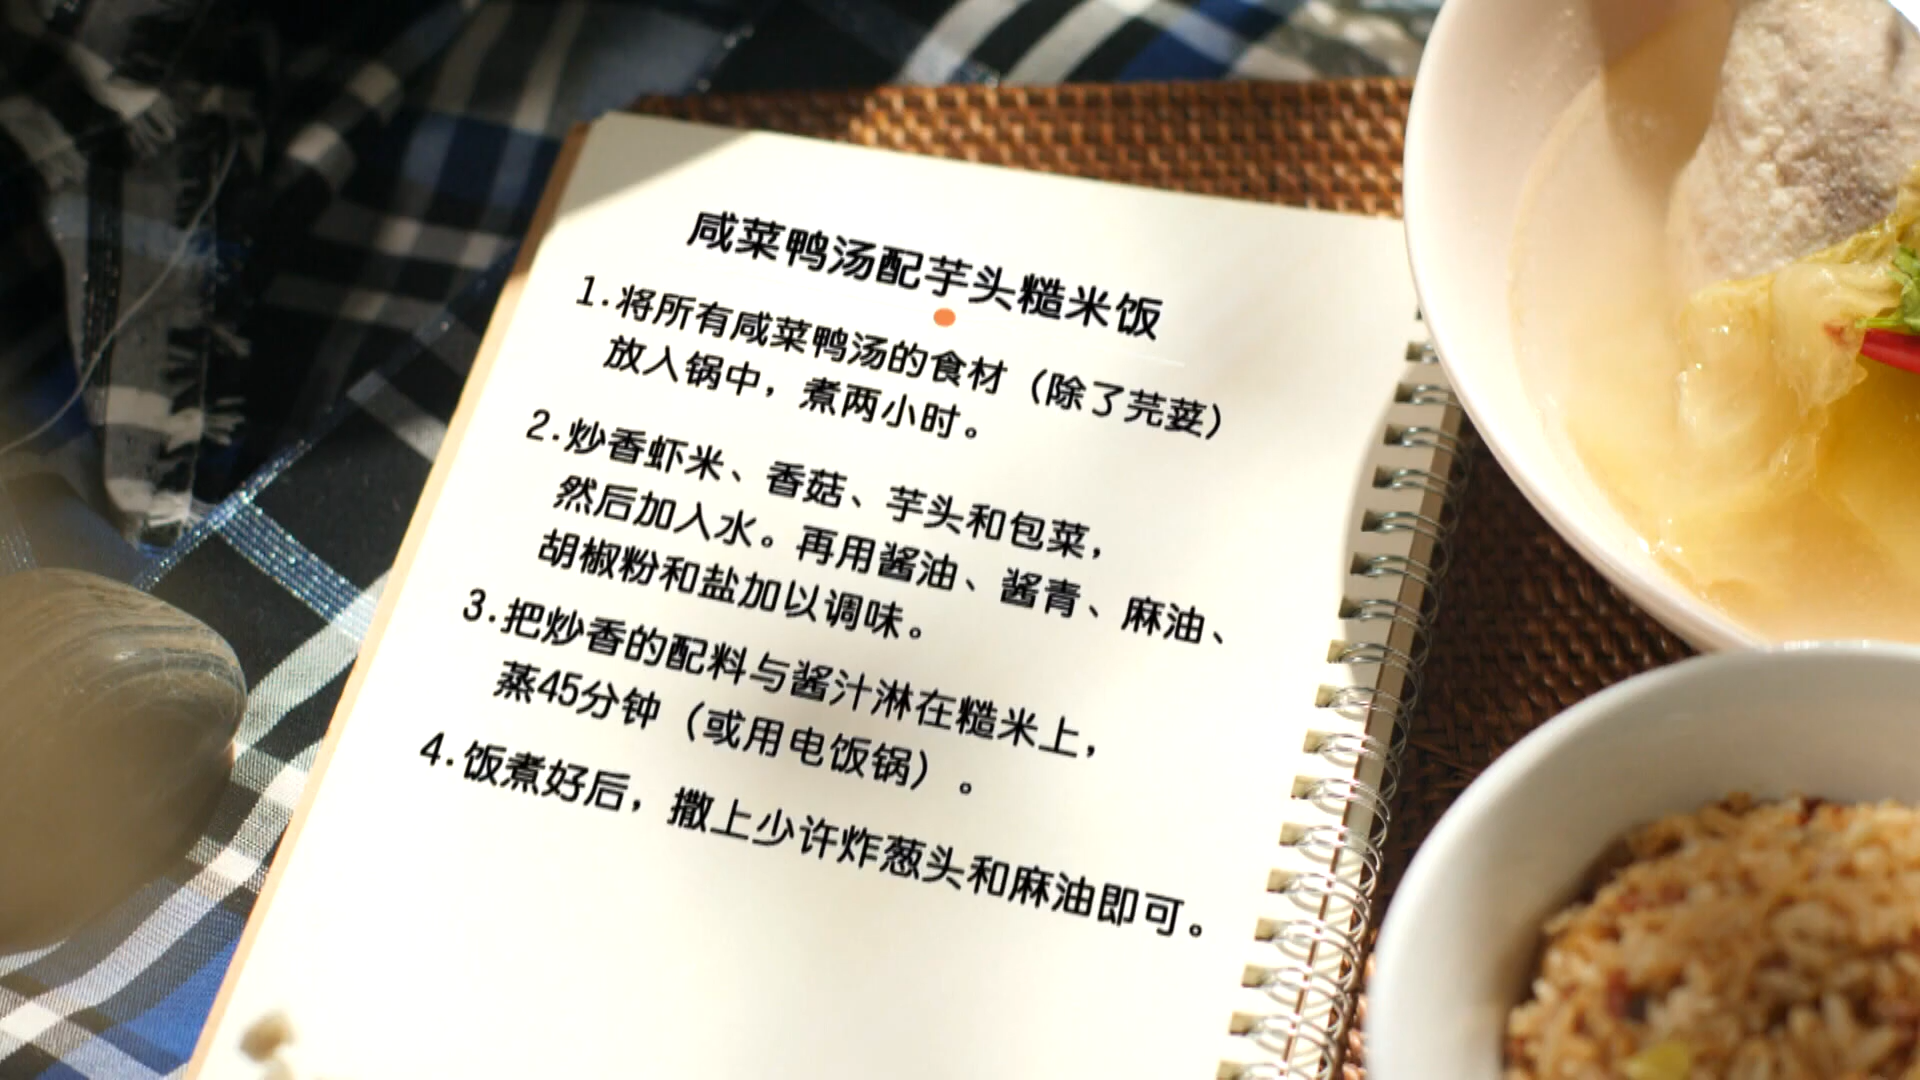 咸菜鸭汤配芋头糙米饭
1.将所有咸菜鸭汤的食材（除了芫荽）
放入锅中，煮两小时。
2.炒香虾米、香菇、芋头和包菜，
然后加入水。再用酱油、酱青、麻油、
胡椒粉和盐加以调味。
3.把炒香的配料与酱汁淋在糙米上，
蒸45分钟（或用电饭锅）。
4.饭煮好后，撒上少许炸葱头和麻油即可。